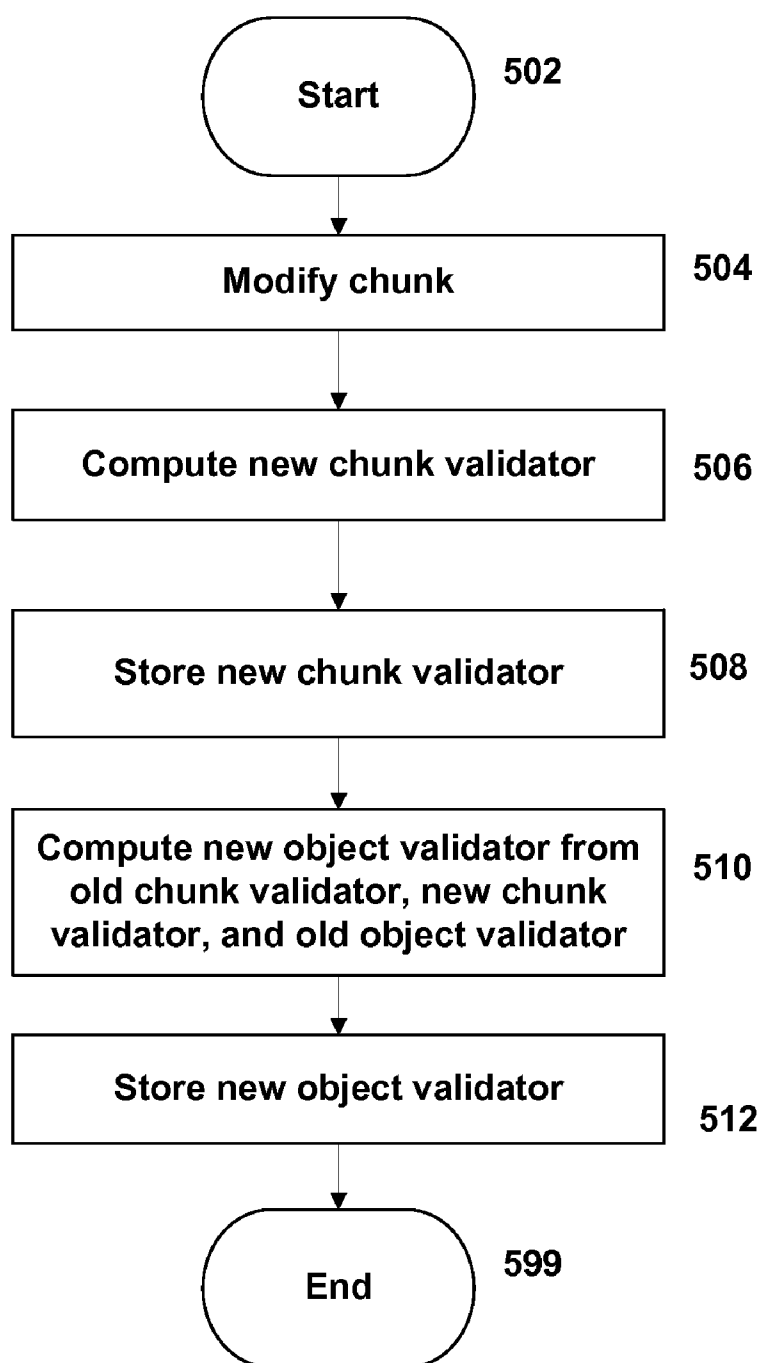 Start
502
Modify chunk
504
Compute new chunk validator
506
Store new chunk validator
508
Compute new object validator from
old chunk validator, new chunk
validator, and old object validator
510
Store new object validator
512
End
599